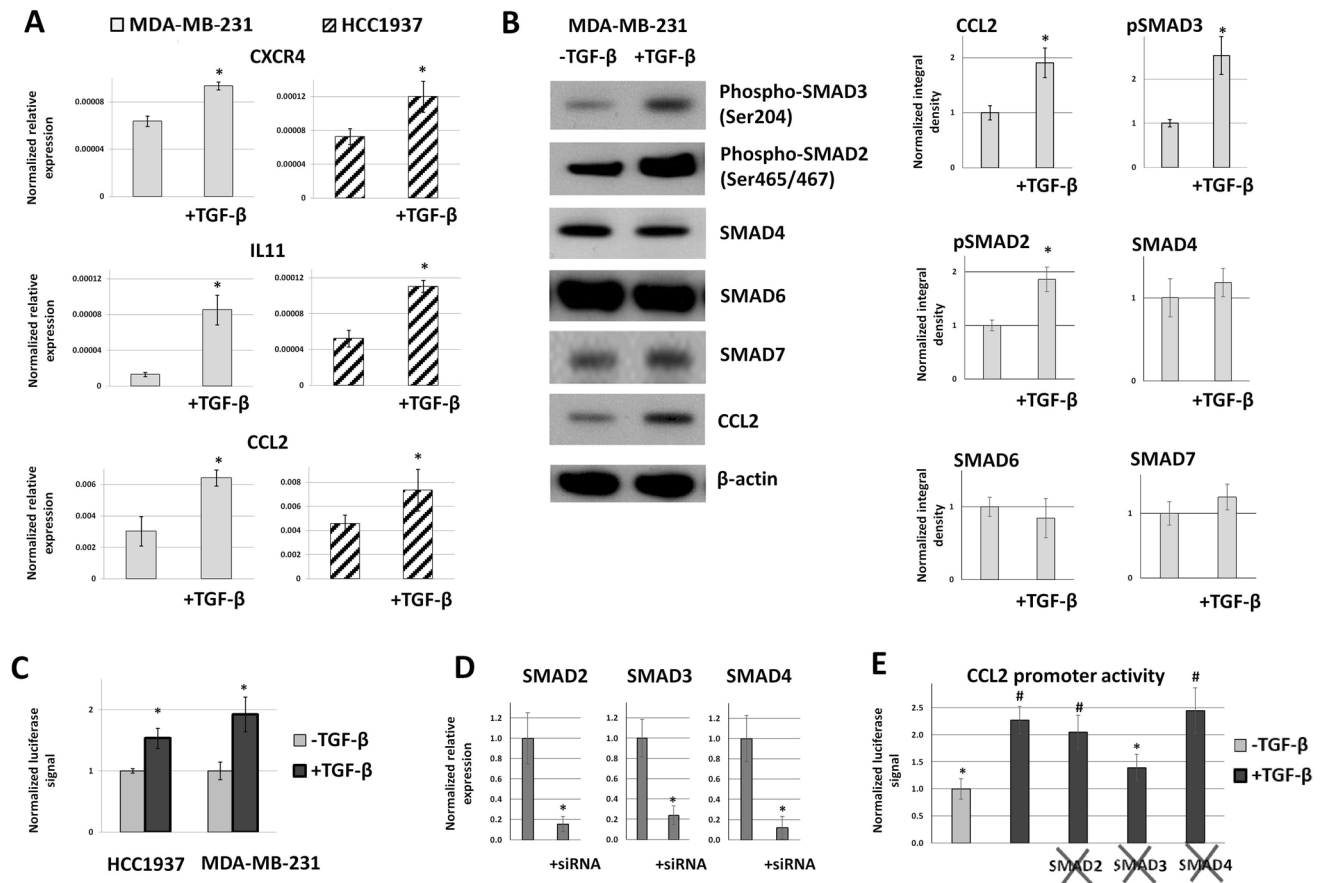 A
MDA-MB-231
HCC1937
CXCR4
Normalized relative
expression
0.00008
0.00004
0
+TGF-β
*
0.00012
0.00008
0.00004
0
+TGF-β
*
IL11
Normalized relative
expression
0.00012
0.00008
0.00004
0
+TGF-β
*
0.00012
0.00008
0.00004
0
+TGF-β
*
CCL2
Normalized relative
expression
0.006
0.004
0.002
0
+TGF-β
*
0.008
0.006
0.004
0.002
0
+TGF-β
*
B
MDA-MB-231
-TGF-β +TGF-β
Phospho-SMAD3
(Ser204)
Phospho-SMAD2
(Ser465/467)
SMAD4
SMAD6
SMAD7
CCL2
β-actin
CCL2
Normalized integral
density
2
1
0
+TGF-β
*
pSMAD3
2
1
0
+TGF-β
*
pSMAD2
Normalized integral
density
2
1
0
+TGF-β
*
SMAD4
1
0
+TGF-β
SMAD6
Normalized integral
density
1
0
+TGF-β
SMAD7
1
0
+TGF-β
C
Normalized luciferase
signal
2
1
0
*
*
HCC1937 MDA-MB-231
-TGF-β
+TGF-β
D
Normalized relative
expression
SMAD2
1.2
1.0
0.8
0.6
0.4
0.2
0.0
*
+siRNA
SMAD3
1.2
1.0
0.8
0.6
0.4
0.2
0.0
*
+siRNA
SMAD4
1.2
1.0
0.8
0.6
0.4
0.2
0.0
*
+siRNA
E
CCL2 promoter activity
Normalized luciferase
signal
2.5
2.0
1.5
1.0
0.5
0.0
* # # * #
SMAD2 SMAD3 SMAD4
-TGF-β
+TGF-β